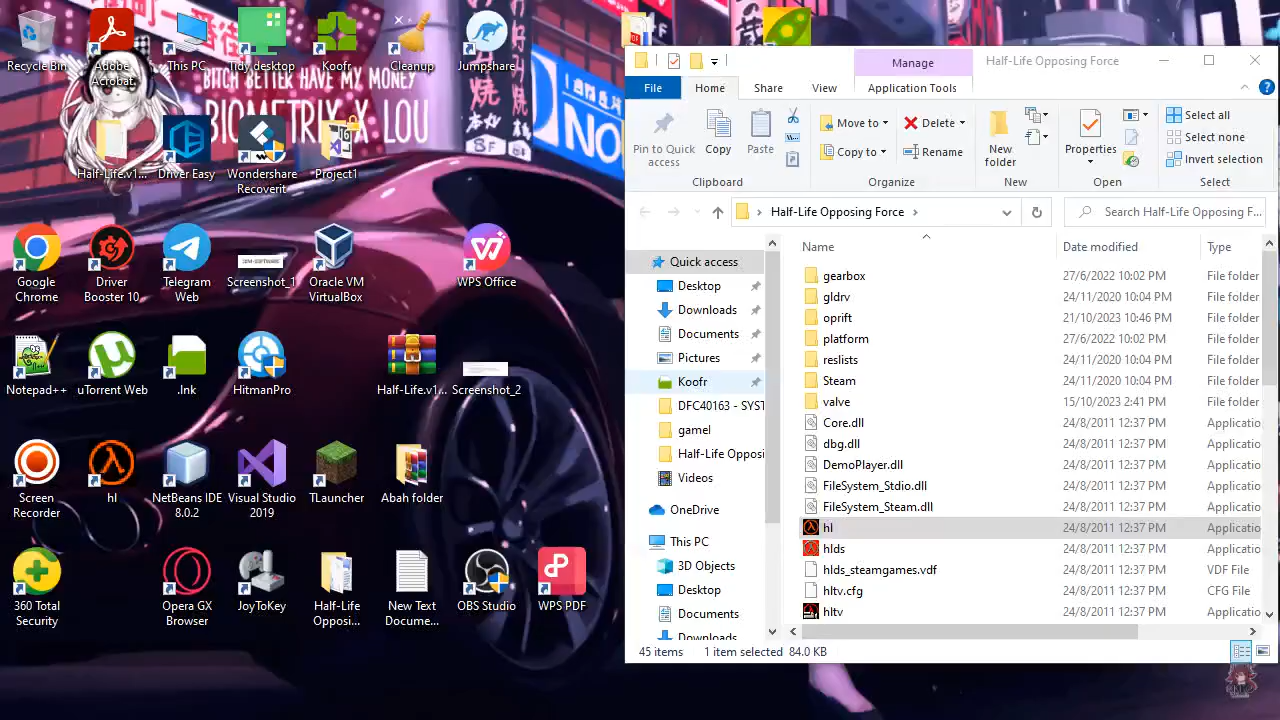 Recycle Bin
Adobe Acrobat
This PC
Tidy desktop
Koofr
Cleanup
Jumpshare
BITCH BETTER HAVE MY MONEY
BIOMETRIX X LOU
8F
Half-Life.v1...
Driver Easy
Wondershare Recoverit
Project1
Google Chrome
Driver Booster 10
Telegram Web
Screenshot_1
Oracle VM VirtualBox
WPS Office
Notepad++
uTorrent Web
.lnk
HitmanPro
Half-Life.v1...
Screenshot_2
Screen Recorder
hl
NetBeans IDE 8.0.2
Visual Studio 2019
TLauncher
Abah folder
360 Total Security
Opera GX Browser
JoyToKey
Half-Life Opposi...
New Text Docume...
OBS Studio
WPS PDF
Manage
Half-Life Opposing Force
File
Home
Share
View
Application Tools
Pin to Quick access
Copy
Paste
Move to
Copy to
Delete
Rename
New folder
Properties
Select all
Select none
Invert selection
Clipboard
Organize
New
Open
Select
Half-Life Opposing Force
Search Half-Life Opposing F...
Quick access
Desktop
Downloads
Documents
Pictures
Koofr
DFC40163 - SYST
gamel
Half-Life Opposi
Videos
OneDrive
This PC
3D Objects
Desktop
Documents
Downloads
Name Date modified Type
gearbox 27/6/2022 10:02 PM File folder
gldrv 24/11/2020 10:04 PM File folder
oprift 21/10/2023 10:46 PM File folder
platform 27/6/2022 10:02 PM File folder
reslists 24/11/2020 10:04 PM File folder
Steam 24/11/2020 10:04 PM File folder
valve 15/10/2023 2:41 PM File folder
Core.dll 24/8/2011 12:37 PM Applicatio
dbg.dll 24/8/2011 12:37 PM Applicatio
DemoPlayer.dll 24/8/2011 12:37 PM Applicatio
FileSystem_Stdio.dll 24/8/2011 12:37 PM Applicatio
FileSystem_Steam.dll 24/8/2011 12:37 PM Applicatio
hl 24/8/2011 12:37 PM Applicatio
hlds 24/8/2011 12:37 PM Applicatio
hlds_steamgames.vdf 24/8/2011 12:37 PM VDF File
hltv.cfg 24/8/2011 12:37 PM CFG File
hltv 24/8/2011 12:37 PM Applicatio
45 items 1 item selected 84.0 KB